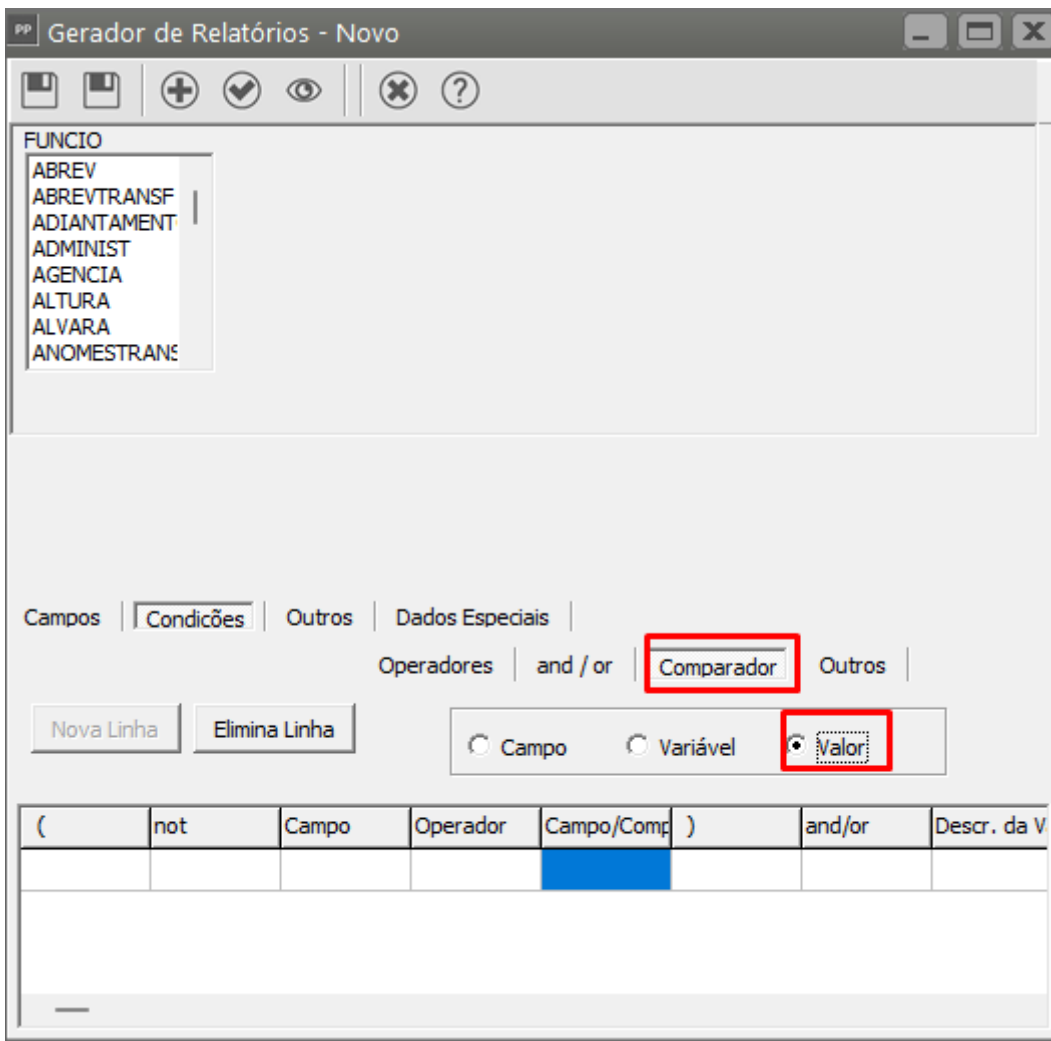 PP Gerador de Relatórios - Novo
FUNCIO
ABREV
ABREVTRANSF
ADIANTAMENT
ADMINIST
AGENCIA
ALTURA
ALVARA
ANOMESTRANS
Campos Condicões Outros Dados Especiais
Operadores and / or Comparador Outros
Nova Linha Elimina Linha Campo Variável Valor
( not Campo Operador Campo/Comp ) and/or Descr. da V